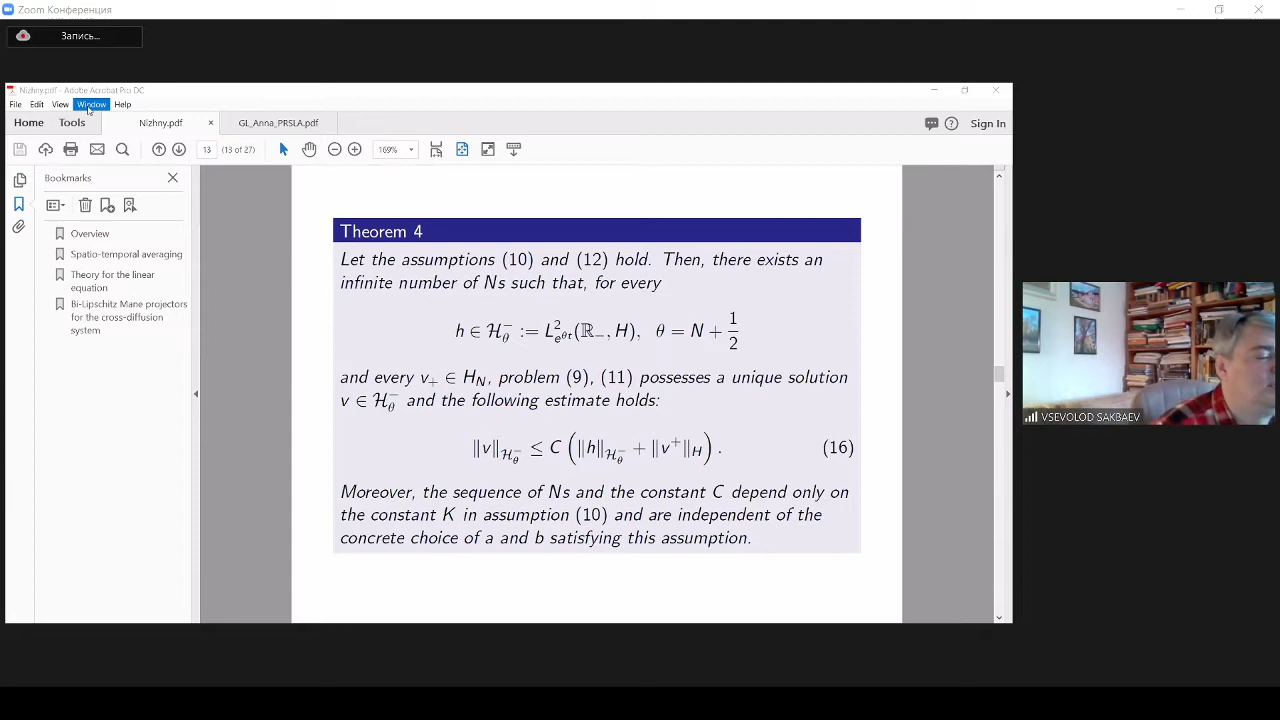 Zoom Конференция
Запись...
Nizhny.pdf - Adobe Acrobat Pro DC
File Edit View Window Help
Home Tools Nizhny.pdf × GL_Anna_PRSLA.pdf Sign In
13 (13 of 27) 169%
Bookmarks
Overview
Spatio-temporal averaging
Theory for the linear
equation
Bi-Lipschitz Mane projectors
for the cross-diffusion
system
Theorem 4
Let the assumptions (10) and (12) hold. Then, there exists an
infinite number of Ns such that, for every
h ∈ ℋ_θ^− := L²_{e^{θt}}(ℝ_−, H), θ = N + 1/2
and every v_+ ∈ H_N, problem (9), (11) possesses a unique solution
v ∈ ℋ_θ^− and the following estimate holds:
‖v‖_{ℋ_θ^−} ≤ C (‖h‖_{ℋ_θ^−} + ‖v^+‖_H). (16)
Moreover, the sequence of Ns and the constant C depend only on
the constant K in assumption (10) and are independent of the
concrete choice of a and b satisfying this assumption.
VSEVOLOD SAKBAEV